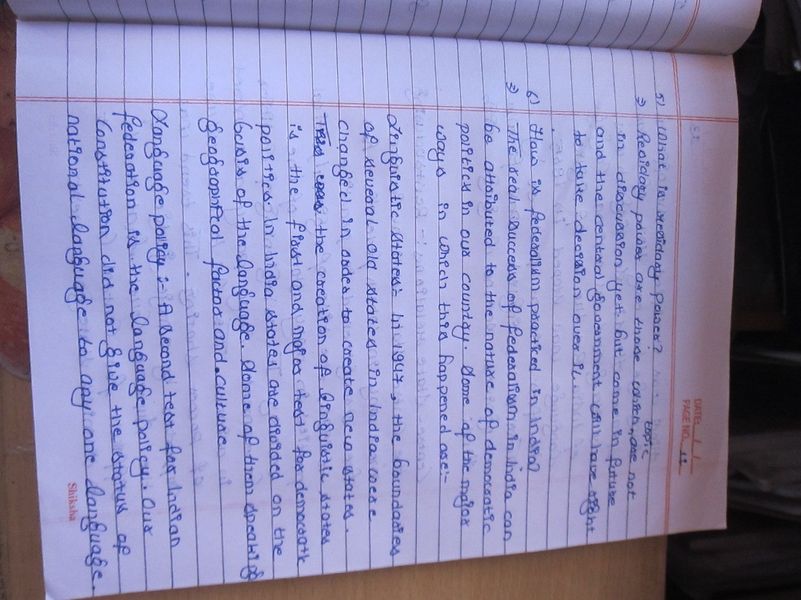 DATE: / /
PAGE NO. 12
5) What is residary power?
topic
⇒ Residary power are those which are not
in discussion yet but come in future
and the central government will have right
to take decision over it.
6) How is federalism practiced in India?
⇒ The real success of federalism in India can
be attributed to the nature of democratic
politics in our country. Some of the major
ways in which this happened are:-
Linguistic states:- In 1947, the boundaries
of several old states in India were
changed in order to create new states.
the creation of linguistic states
is the first and major test for democratic
politics in India states are divided on the
basis of the language. Some of them
geographical factor and culture
Language policy:- A second test for Indian
federation is the language policy. Our
Constitution did not give the status of
national language to any one language.
Shiksha